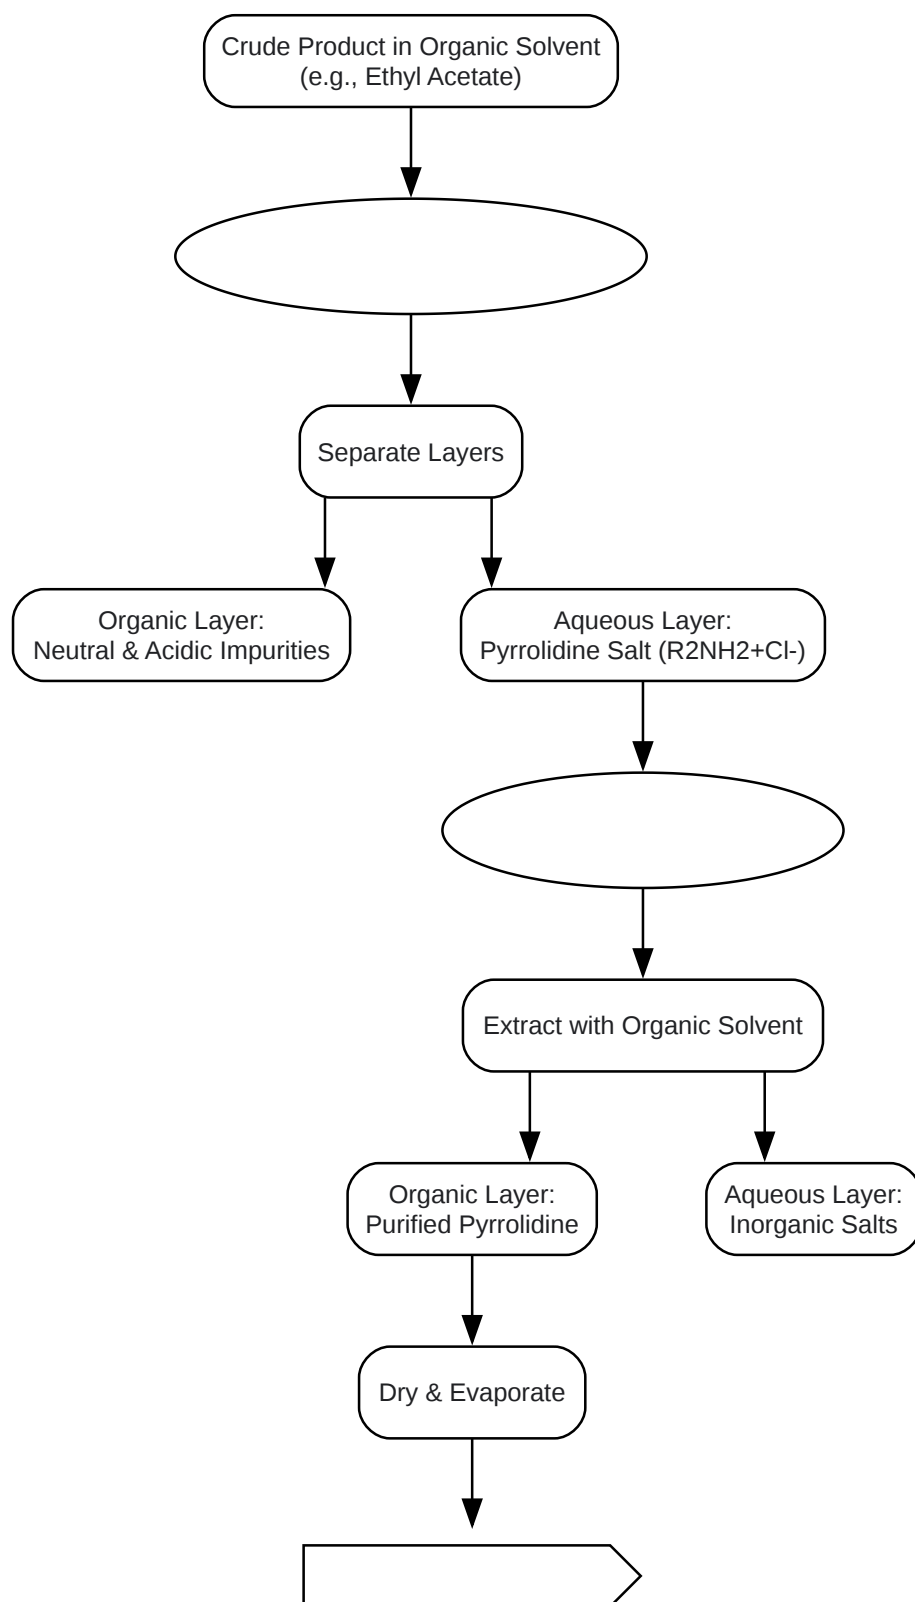 Crude Product in Organic Solvent
(e.g., Ethyl Acetate)
Separate Layers
Organic Layer:
Neutral & Acidic Impurities
Aqueous Layer:
Pyrrolidine Salt (R2NH2+Cl-)
Extract with Organic Solvent
Organic Layer:
Purified Pyrrolidine
Aqueous Layer:
Inorganic Salts
Dry & Evaporate